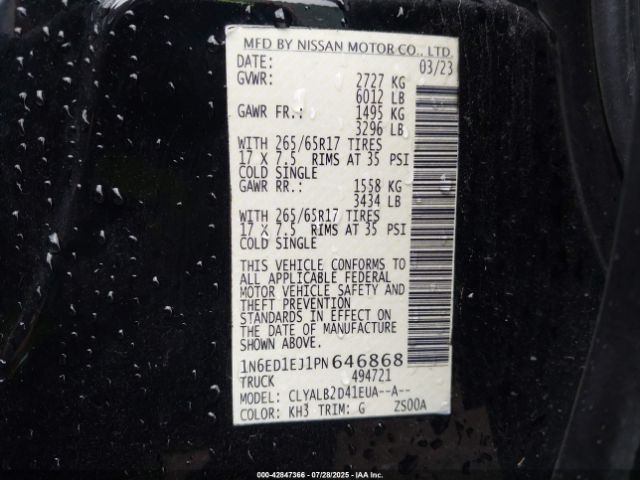 MFD BY NISSAN MOTOR CO., LTD.
DATE: 03/23
GVWR: 2727 KG
6012 LB
GAWR FR.: 1495 KG
3296 LB
WITH 265/65R17 TIRES
17 X 7.5 RIMS AT 35 PSI
COLD SINGLE
GAWR RR.: 1558 KG
3434 LB
WITH 265/65R17 TIRES
17 X 7.5 RIMS AT 35 PSI
COLD SINGLE
THIS VEHICLE CONFORMS TO
ALL APPLICABLE FEDERAL
MOTOR VEHICLE SAFETY AND
THEFT PREVENTION
STANDARDS IN EFFECT ON
THE DATE OF MANUFACTURE
SHOWN ABOVE.
1N6ED1EJ1PN646868
TRUCK 494721
MODEL: CLYALB2D41EUA--A--
COLOR: KH3 TRIM: G ZS00A
000-42847366 | 07/28/2025 | IAAI.COM